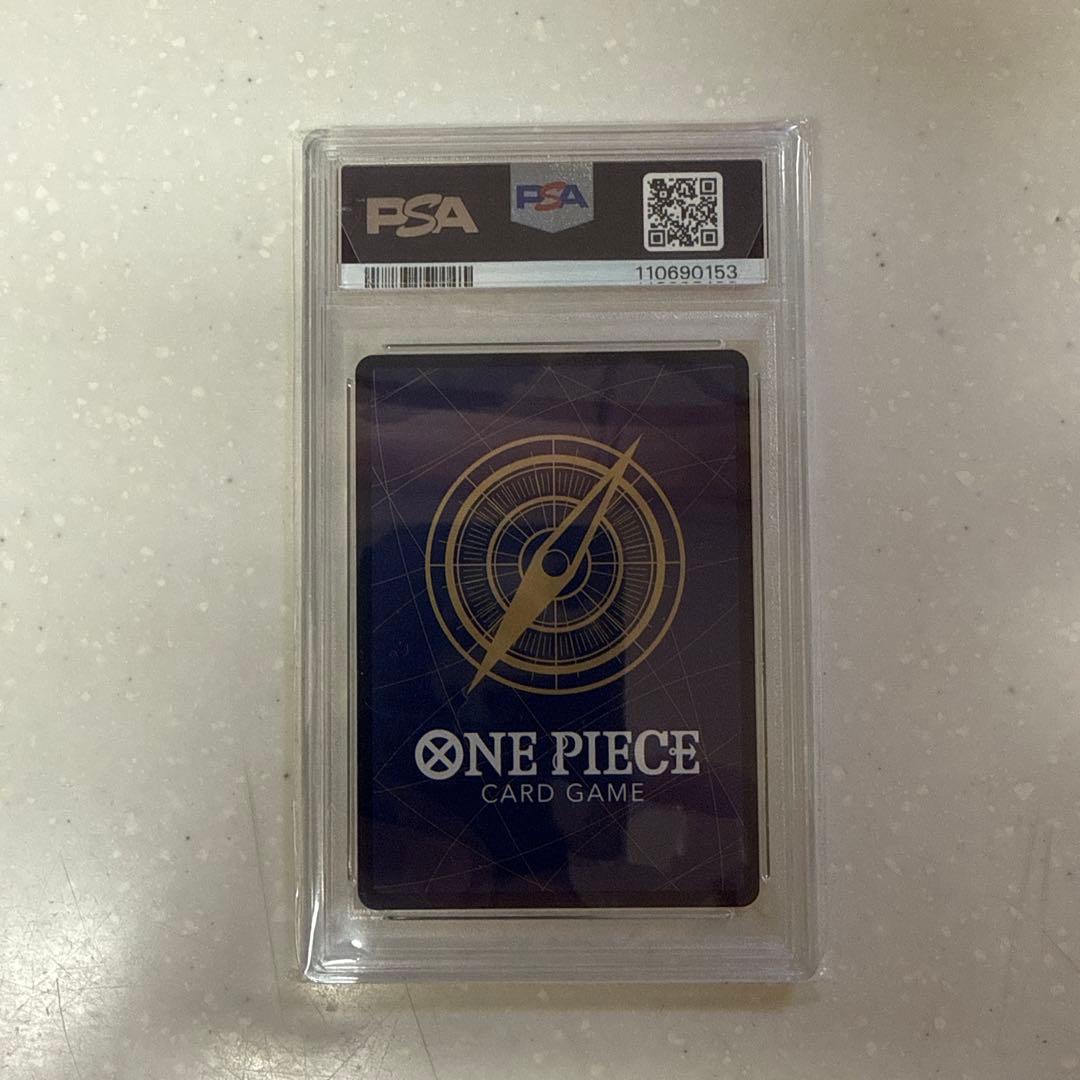 PSA
PSA
110690153
ONE PIECE
CARD GAME